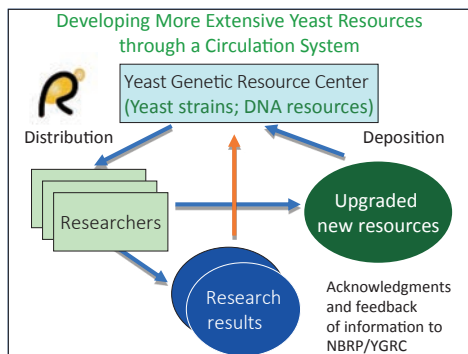 Developing More Extensive Yeast Resources
through a Circulation System
Yeast Genetic Resource Center
(Yeast strains; DNA resources)
Distribution
Deposition
Researchers
Upgraded
new resources
Research
results
Acknowledgments
and feedback
of information to
NBRP/YGRC